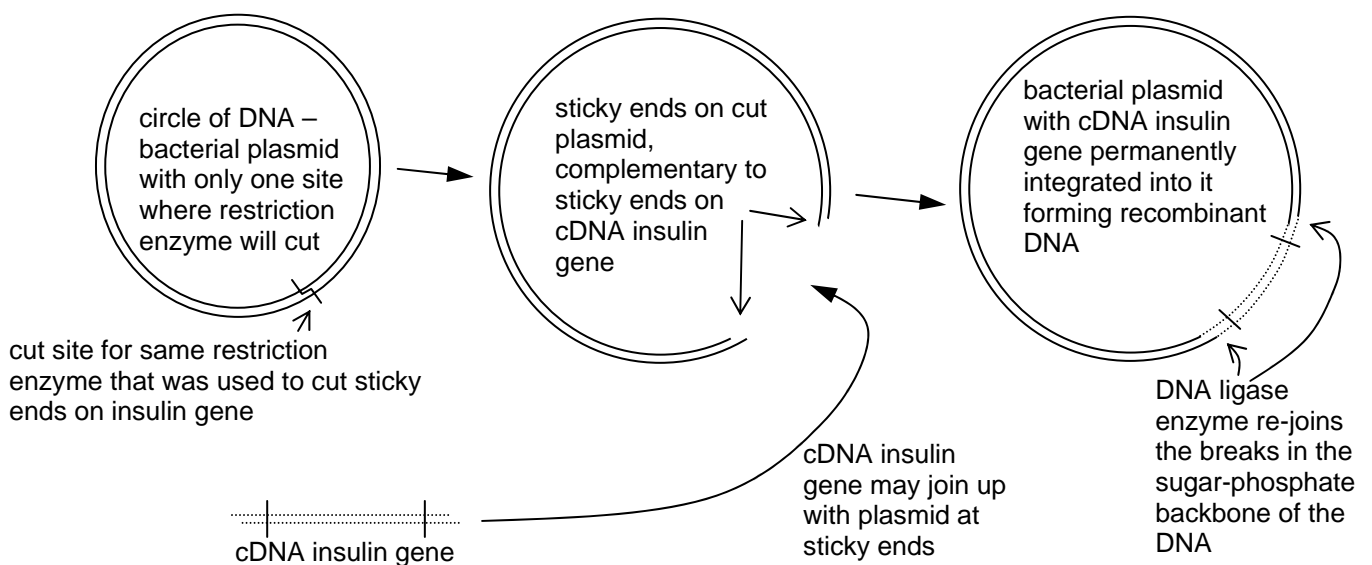 circle of DNA –
bacterial plasmid
with only one site
where restriction
enzyme will cut
sticky ends on cut
plasmid,
complementary to
sticky ends on
cDNA insulin
gene
bacterial plasmid
with cDNA insulin
gene permanently
integrated into it
forming recombinant
DNA
cut site for same restriction
enzyme that was used to cut sticky
ends on insulin gene
cDNA insulin gene
cDNA insulin
gene may join up
with plasmid at
sticky ends
DNA ligase
enzyme re-joins
the breaks in the
sugar-phosphate
backbone of the
DNA